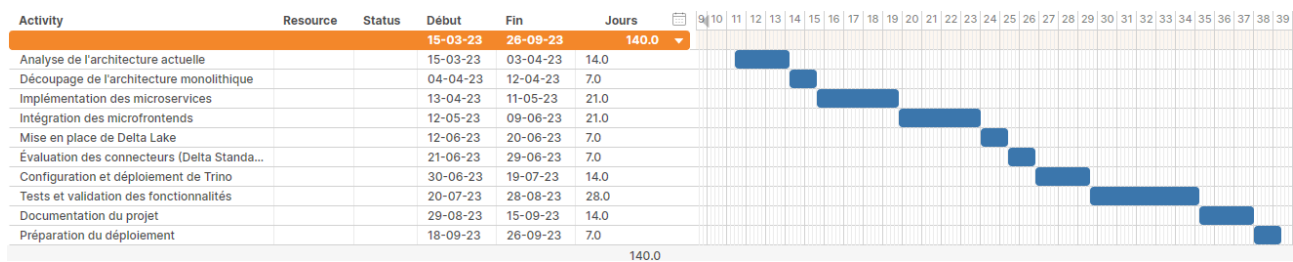 Activity Resource Status Début Fin Jours 9 10 11 12 13 14 15 16 17 18 19 20 21 22 23 24 25 26 27 28 29 30 31 32 33 34 35 36 37 38 39
15-03-23 26-09-23 140.0
Analyse de l'architecture actuelle 15-03-23 03-04-23 14.0
Découpage de l'architecture monolithique 04-04-23 12-04-23 7.0
Implémentation des microservices 13-04-23 11-05-23 21.0
Intégration des microfrontends 12-05-23 09-06-23 21.0
Mise en place de Delta Lake 12-06-23 20-06-23 7.0
Évaluation des connecteurs (Delta Standa... 21-06-23 29-06-23 7.0
Configuration et déploiement de Trino 30-06-23 19-07-23 14.0
Tests et validation des fonctionnalités 20-07-23 28-08-23 28.0
Documentation du projet 29-08-23 15-09-23 14.0
Préparation du déploiement 18-09-23 26-09-23 7.0
140.0